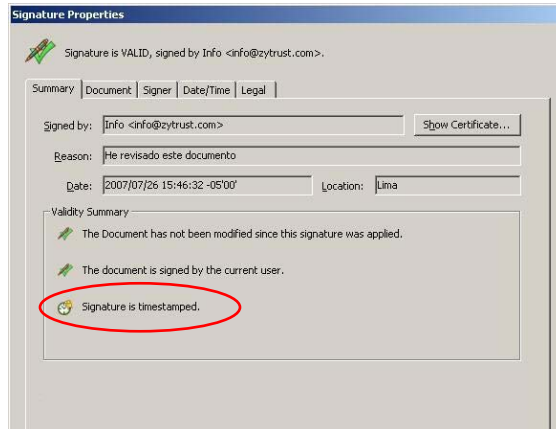 Signature Properties
Signature is VALID, signed by Info <info@zytrust.com>.
Summary Document Signer Date/Time Legal
Signed by: Info <info@zytrust.com> Show Certificate...
Reason: He revisado este documento
Date: 2007/07/26 15:46:32 -05'00' Location: Lima
Validity Summary
The Document has not been modified since this signature was applied.
The document is signed by the current user.
Signature is timestamped.